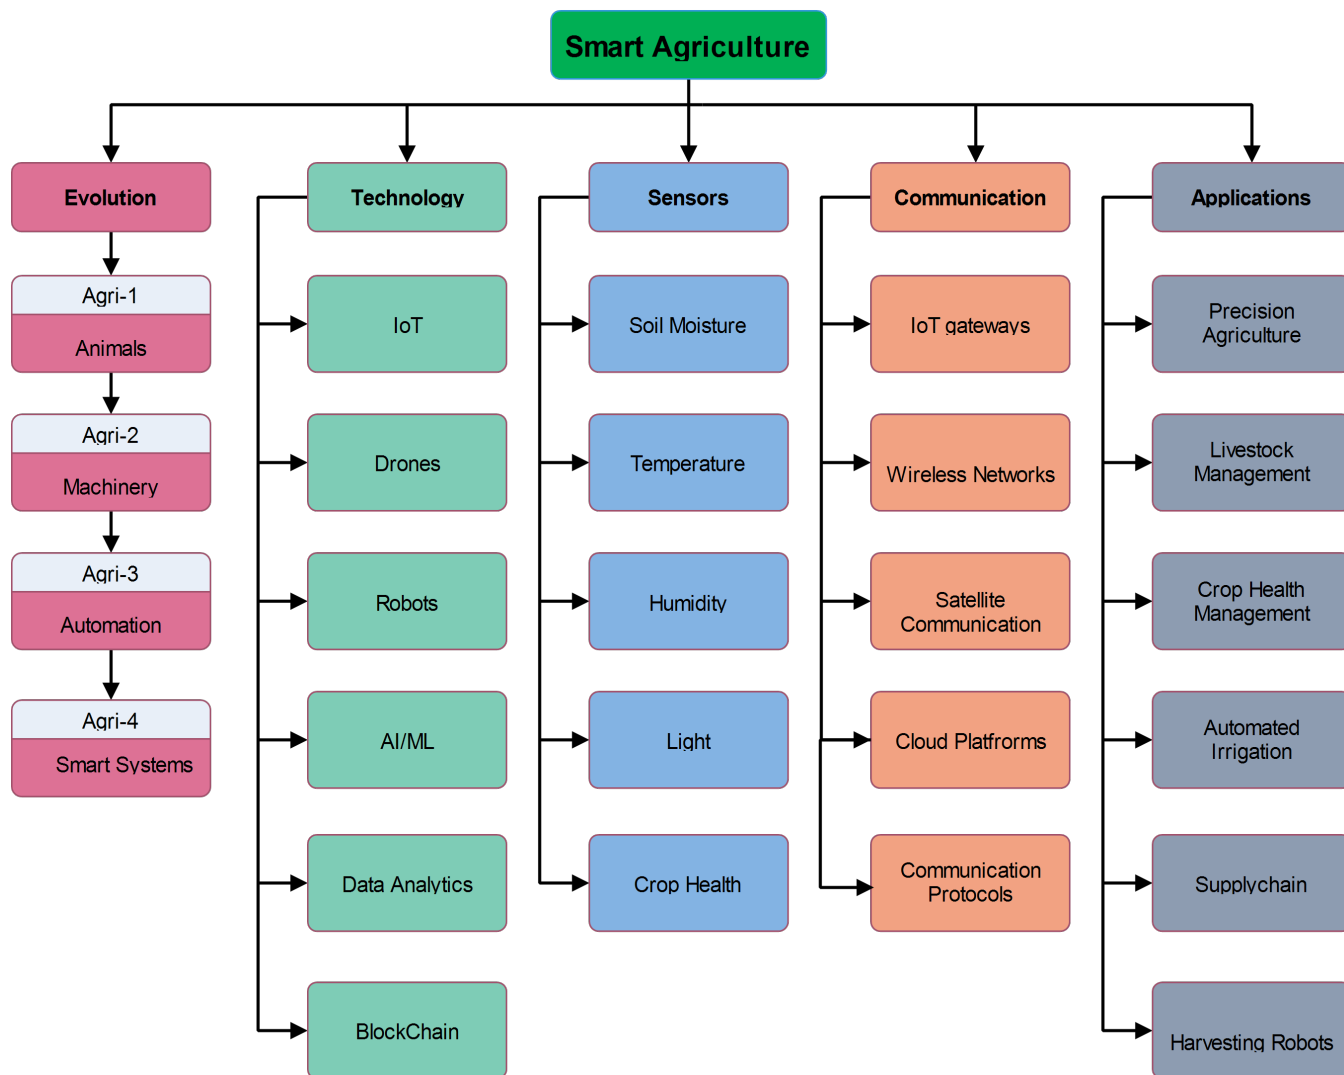 Smart Agriculture
Evolution
Technology
Sensors
Communication
Applications
Agri-1
Animals
Agri-2
Machinery
Agri-3
Automation
Agri-4
Smart Systems
IoT
Drones
Robots
AI/ML
Data Analytics
BlockChain
Soil Moisture
Temperature
Humidity
Light
Crop Health
IoT gateways
Wireless Networks
Satellite
Communication
Cloud Platfrorms
Communication
Protocols
Precision
Agriculture
Livestock
Management
Crop Health
Management
Automated
Irrigation
Supplychain
Harvesting Robots